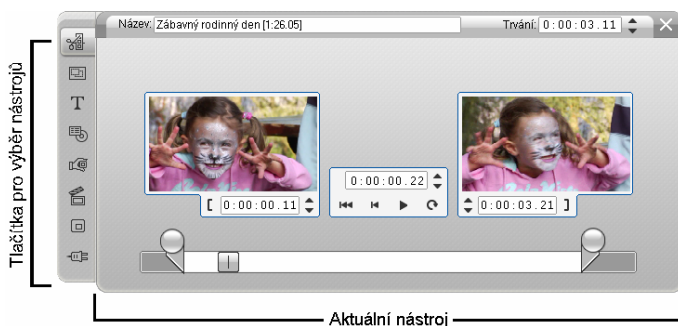 Název: Zábavný rodinný den [1:26.05]
Trvání: 0:00:03.11
Tlačítka pro výběr nástrojů
T
0:00:00.22
[ 0:00:00.11
0:00:03.21 ]
Aktuální nástroj